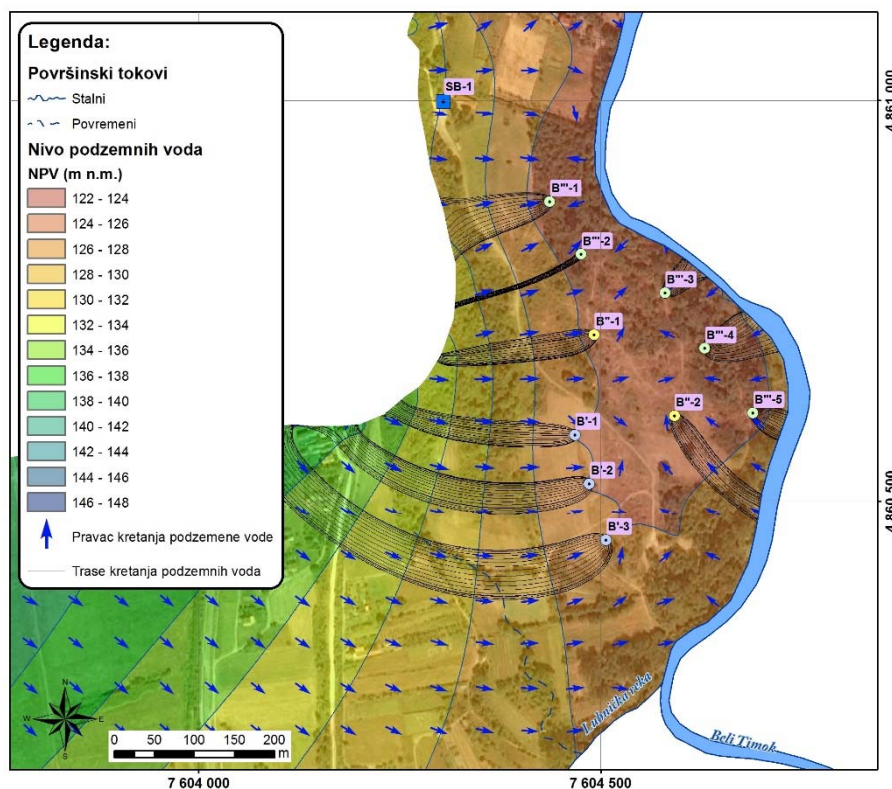 Legenda:
Površinski tokovi
Stalni
Povremeni
Nivo podzemnih voda
NPV (m n.m.)
122 - 124
124 - 126
126 - 128
128 - 130
130 - 132
132 - 134
134 - 136
136 - 138
138 - 140
140 - 142
142 - 144
144 - 146
146 - 148
Pravac kretanja podzemene vode
Trase kretanja podzemnih voda
SB-1
B'''-1
B'''-2
B'''-3
B''-1
B'''-4
B''-2
B'''-5
B'-1
B'-2
B'-3
4 861 000
4 860 500
Lubnička reka
Beli Timok
N
W E
S
0 50 100 150 200
m
7 604 000
7 604 500